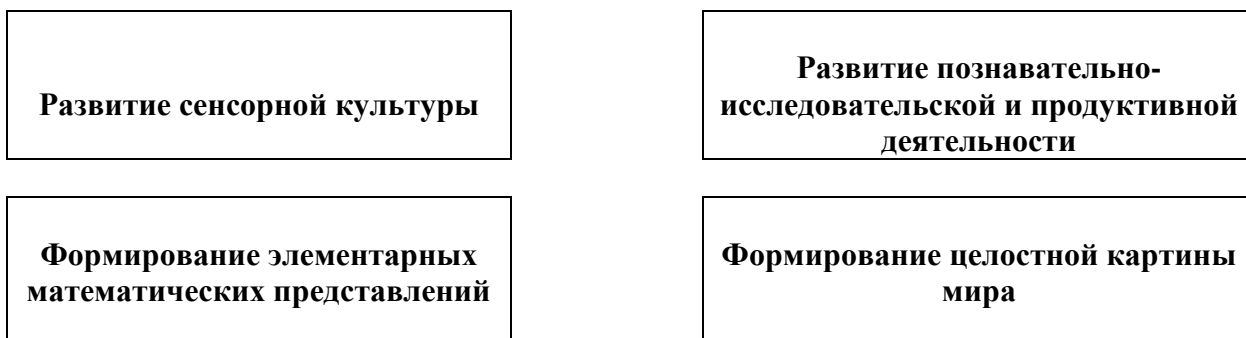 Развитие сенсорной культуры
Развитие познавательно-
исследовательской и продуктивной
деятельности
Формирование элементарных
математических представлений
Формирование целостной картины
мира